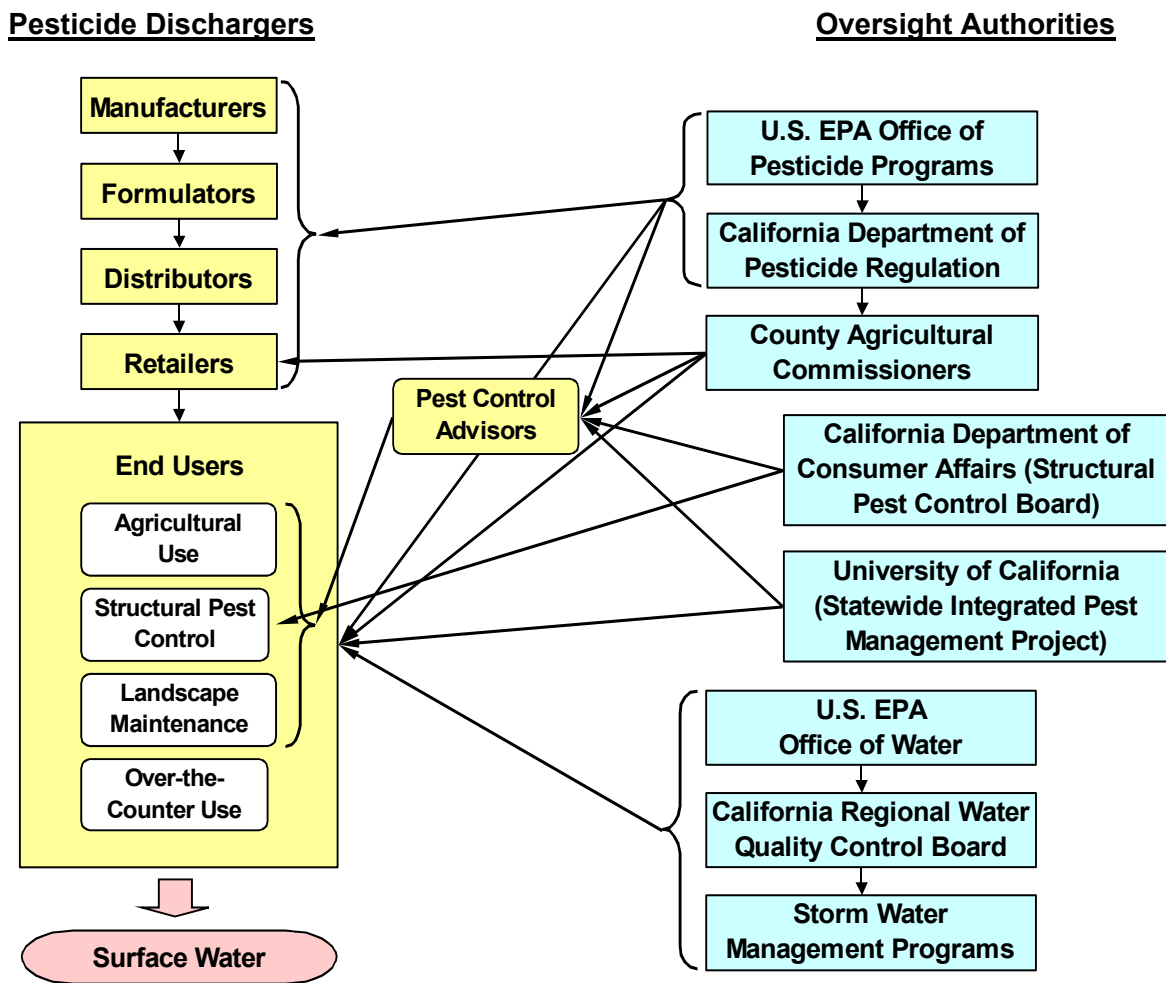 Pesticide Dischargers
Oversight Authorities
Manufacturers
Formulators
Distributors
Retailers
End Users
Agricultural
Use
Structural Pest
Control
Landscape
Maintenance
Over-the-
Counter Use
Surface Water
Pest Control
Advisors
U.S. EPA Office of
Pesticide Programs
California Department of
Pesticide Regulation
County Agricultural
Commissioners
California Department of
Consumer Affairs (Structural
Pest Control Board)
University of California
(Statewide Integrated Pest
Management Project)
U.S. EPA
Office of Water
California Regional Water
Quality Control Board
Storm Water
Management Programs